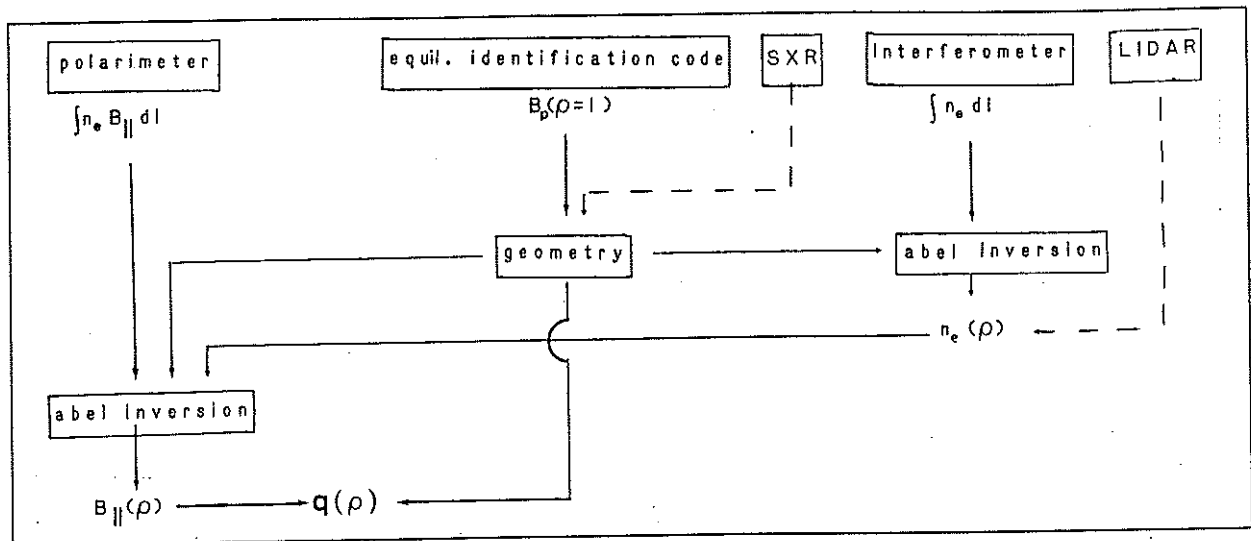 polarimeter
equil. identification code
SXR
Interferometer
LIDAR
∫n_e B_|| dl
B_p(ρ=1)
∫n_e dl
geometry
abel Inversion
n_e(ρ)
abel Inversion
B_||(ρ)
q(ρ)